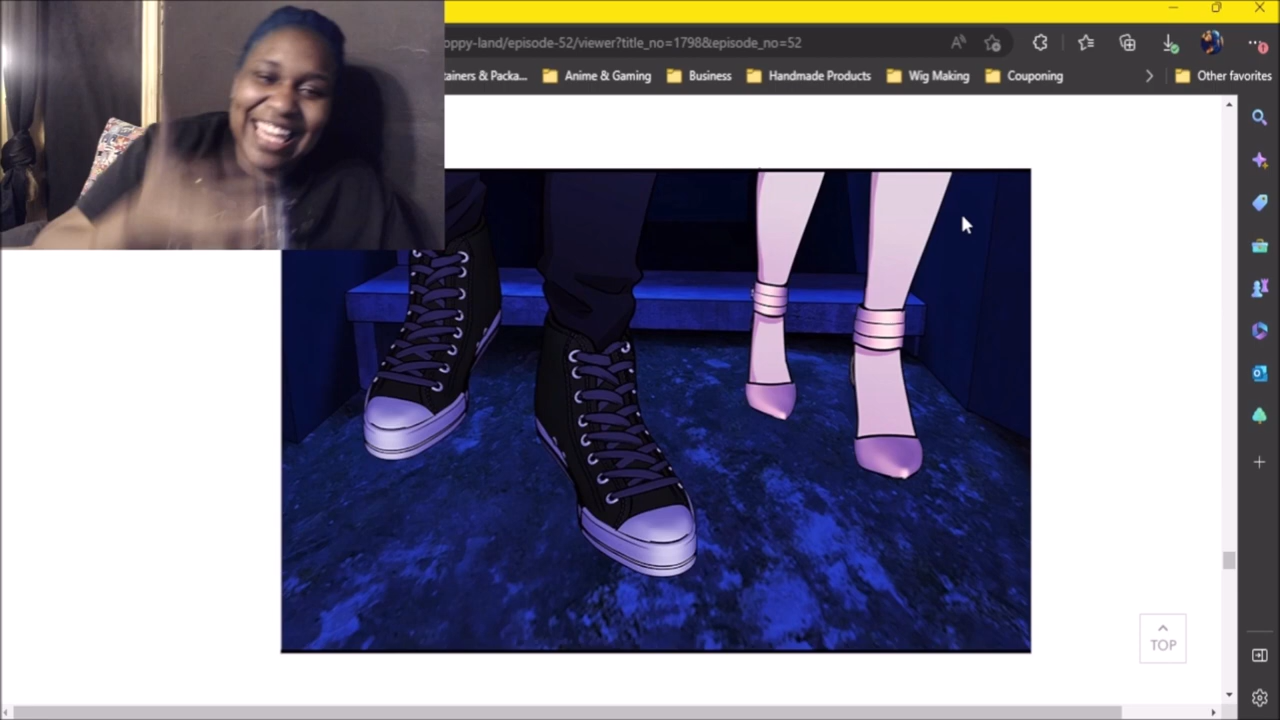 oppy-land/episode-52/viewer?title_no=1798&episode_no=52
tainers & Packa... Anime & Gaming Business Handmade Products Wig Making Couponing Other favorites
TOP